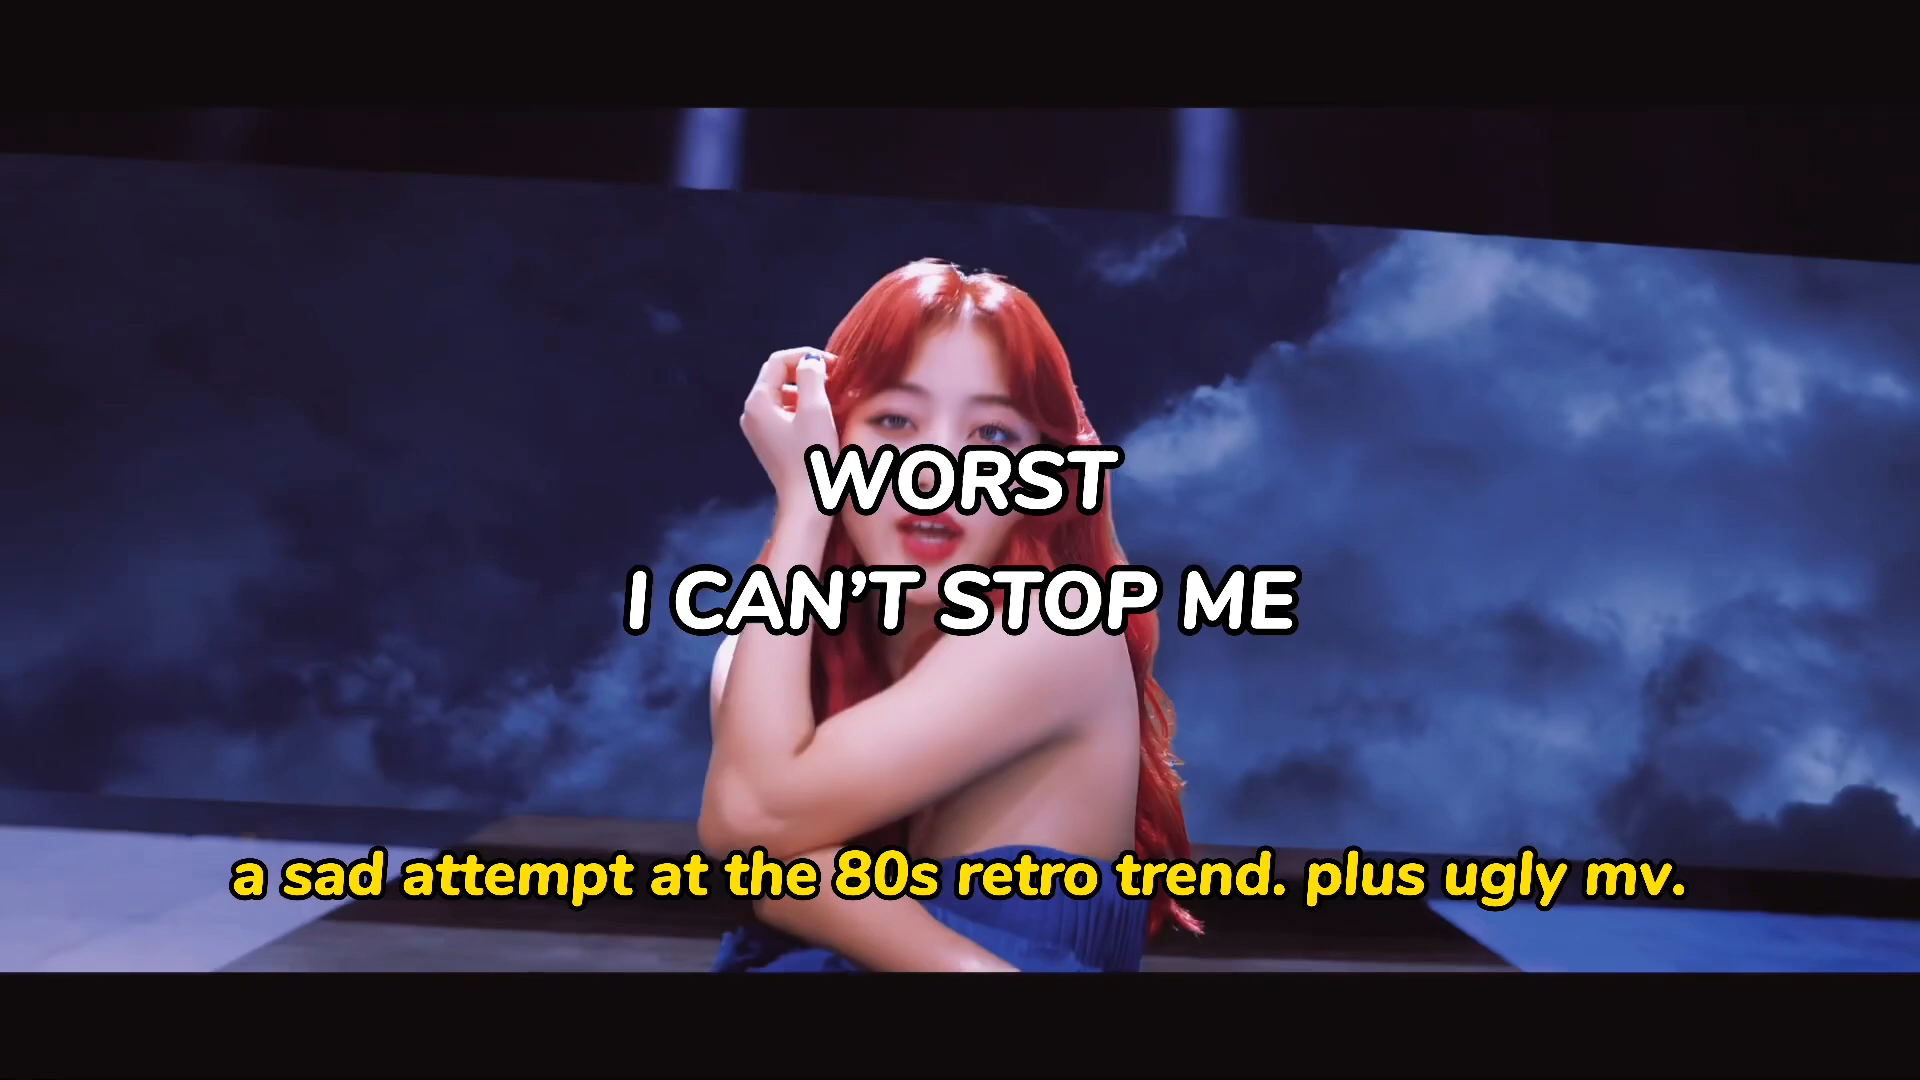 WORST
I CAN’T STOP ME
a sad attempt at the 80s retro trend. plus ugly mv.